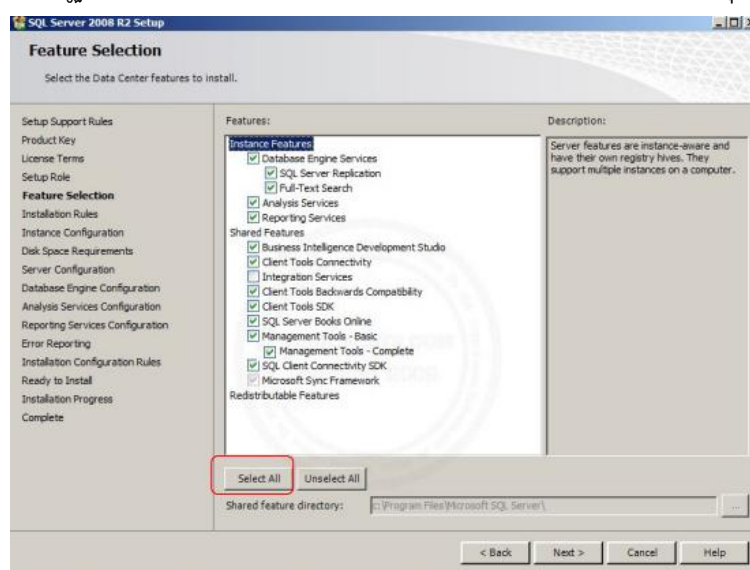 SQL Server 2008 R2 Setup
Feature Selection
Select the Data Center features to install.
Setup Support Rules
Product Key
License Terms
Setup Role
Feature Selection
Installation Rules
Instance Configuration
Disk Space Requirements
Server Configuration
Database Engine Configuration
Analysis Services Configuration
Reporting Services Configuration
Error Reporting
Installation Configuration Rules
Ready to Install
Installation Progress
Complete
Features:
Instance Features
Database Engine Services
SQL Server Replication
Full-Text Search
Analysis Services
Reporting Services
Shared Features
Business Intelligence Development Studio
Client Tools Connectivity
Integration Services
Client Tools Backwards Compatibility
Client Tools SDK
SQL Server Books Online
Management Tools - Basic
Management Tools - Complete
SQL Client Connectivity SDK
Microsoft Sync Framework
Redistributable Features
Description:
Server features are instance-aware and
have their own registry hives. They
support multiple instances on a computer.
Select All Unselect All
Shared feature directory: c:\Program Files\Microsoft SQL Server\ ...
< Back Next > Cancel Help